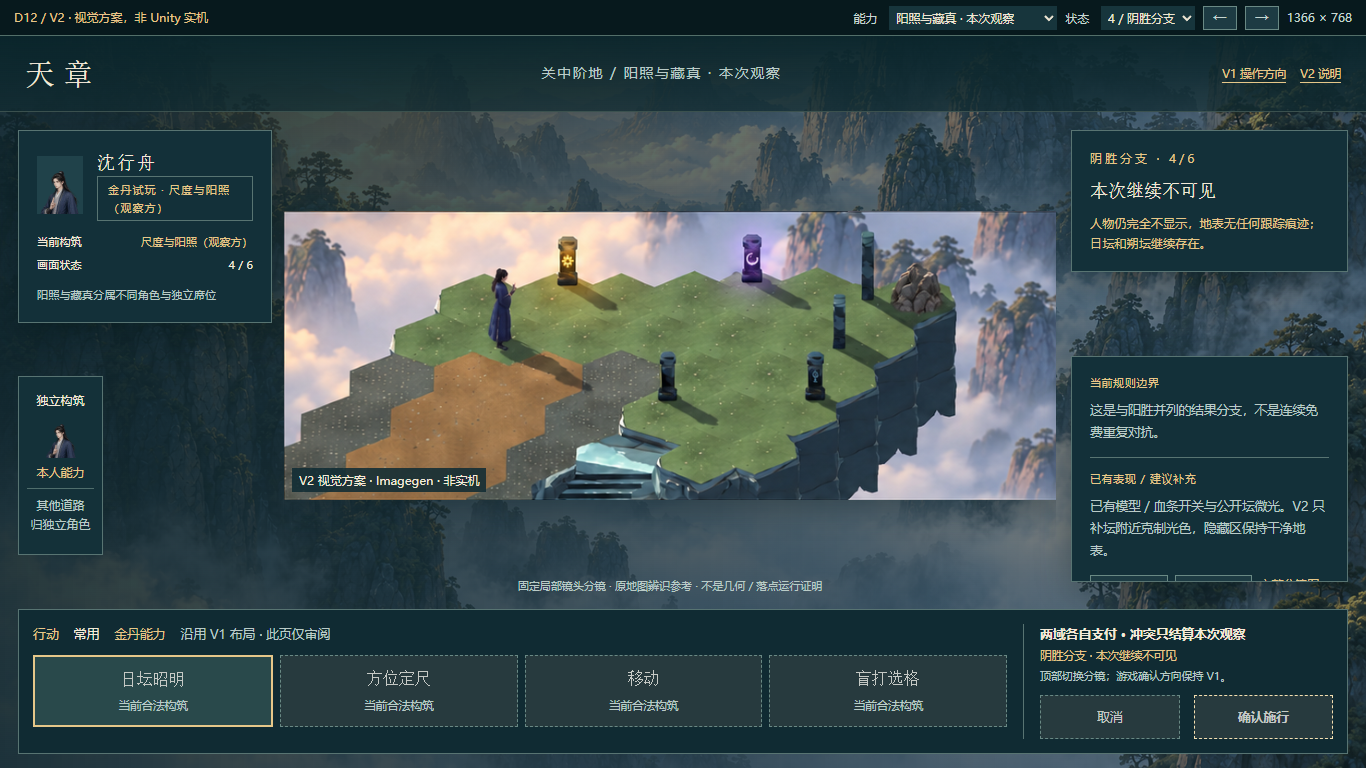 D12 / V2 · 视觉方案，非 Unity 实机
能力
阳照与藏真 · 本次观察
状态
4 / 阴胜分支
←
→
1366 × 768
天章
关中阶地 / 阳照与藏真 · 本次观察
V1 操作方向
V2 说明
沈行舟
金丹试玩 · 尺度与阳照
（观察方）
当前构筑
尺度与阳照（观察方）
画面状态
4 / 6
阳照与藏真分属不同角色与独立席位
独立构筑
本人能力
其他道路
归独立角色
V2 视觉方案 · Imagegen · 非实机
固定局部镜头分镜 · 原地图辨识参考 · 不是几何 / 落点运行证明
阴胜分支 · 4/6
本次继续不可见
人物仍完全不显示，地表无任何跟踪痕迹；
日坛和朔坛继续存在。
当前规则边界
这是与阳胜并列的结果分支，不是连续免
费重复对抗。
已有表现 / 建议补充
已有模型 / 血条开关与公开坛微光。V2 只
补坛附近克制光色，隐藏区保持干净地
表。
行动
常用
金丹能力
沿用 V1 布局 · 此页仅审阅
日坛昭明
当前合法构筑
方位定尺
当前合法构筑
移动
当前合法构筑
盲打选格
当前合法构筑
两域各自支付 • 冲突只结算本次观察
阴胜分支 · 本次继续不可见
顶部切换分镜，游戏确认方向保持 V1。
取消
确认施行